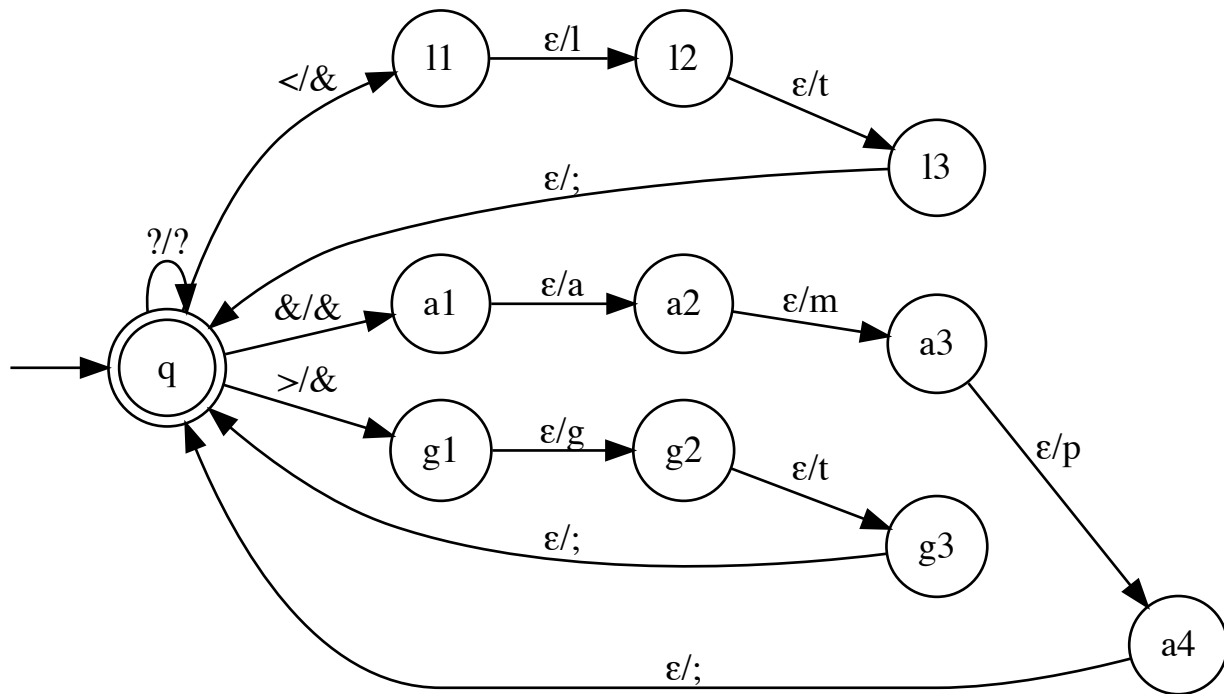 l1
ε/l
l2
</&
ε/t
l3
ε/;
?/?
&/&
a1
ε/a
a2
ε/m
a3
q
>/&
g1
ε/g
g2
ε/t
g3
ε/p
ε/;
a4
ε/;